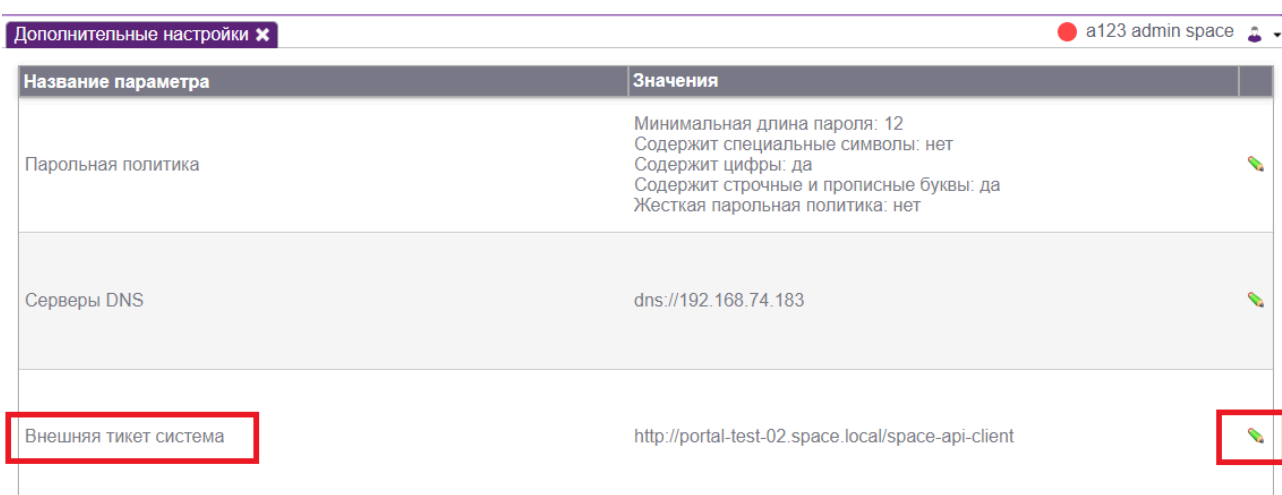 Дополнительные настройки
a123 admin space
Название параметра Значения
Парольная политика
Минимальная длина пароля: 12
Содержит специальные символы: нет
Содержит цифры: да
Содержит строчные и прописные буквы: да
Жесткая парольная политика: нет
Серверы DNS dns://192.168.74.183
Внешняя тикет система http://portal-test-02.space.local/space-api-client